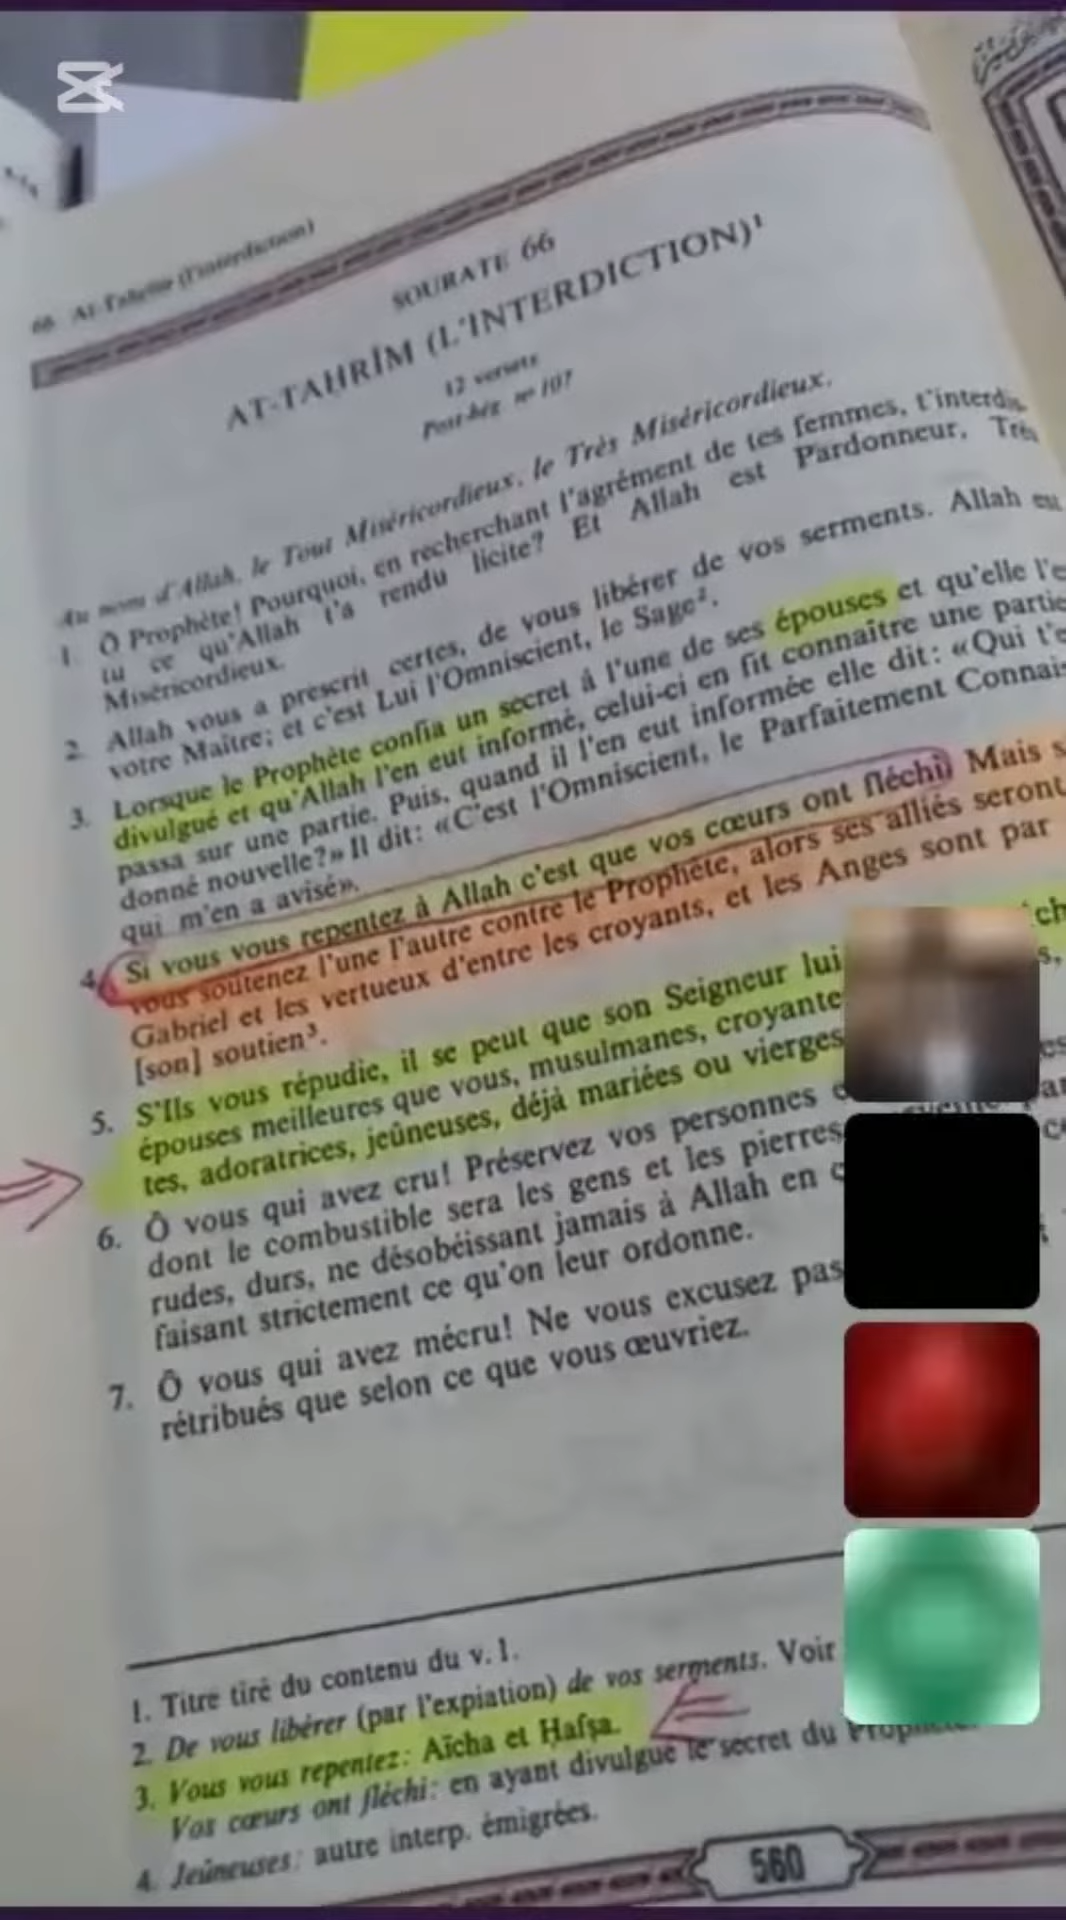 66. At-Tahrîm (l'interdiction)
SOURATE 66
AT-TAḤRÎM (L'INTERDICTION)¹
12 versets
Post-hég. nº 107
Au nom d'Allah, le Tout Miséricordieux, le Très Miséricordieux.
1. Ô Prophète! Pourquoi, en recherchant l'agrément de tes femmes, t'interdis-
tu ce qu'Allah t'a rendu licite? Et Allah est Pardonneur, Très
Miséricordieux.
2. Allah vous a prescrit certes, de vous libérer de vos serments. Allah est
votre Maître; et c'est Lui l'Omniscient, le Sage².
3. Lorsque le Prophète confia un secret à l'une de ses épouses et qu'elle l'e
divulgué et qu'Allah l'en eut informé, celui-ci en fit connaître une partie
passa sur une partie. Puis, quand il l'en eut informée elle dit: «Qui t'e
donné nouvelle?» Il dit: «C'est l'Omniscient, le Parfaitement Connai-
qui m'en a avisé».
4. Si vous vous repentez à Allah c'est que vos cœurs ont fléchi) Mais s
vous soutenez l'une l'autre contre le Prophète, alors ses alliés seront
Gabriel et les vertueux d'entre les croyants, et les Anges sont par
[son] soutien³.
5. S'Ils vous répudie, il se peut que son Seigneur lui éch
épouses meilleures que vous, musulmanes, croyante s,
tes, adoratrices, jeûneuses, déjà mariées ou vierges
6. Ô vous qui avez cru! Préservez vos personnes e es
dont le combustible sera les gens et les pierres,
rudes, durs, ne désobéissant jamais à Allah en c
faisant strictement ce qu'on leur ordonne.
7. Ô vous qui avez mécru! Ne vous excusez pas
rétribués que selon ce que vous œuvriez.
1. Titre tiré du contenu du v. 1.
2. De vous libérer (par l'expiation) de vos serments. Voir
3. Vous vous repentez: Aïcha et Ḥafṣa.
Vos cœurs ont fléchi: en ayant divulgué le secret du Prophète.
4. Jeûneuses: autre interp. émigrées.
560